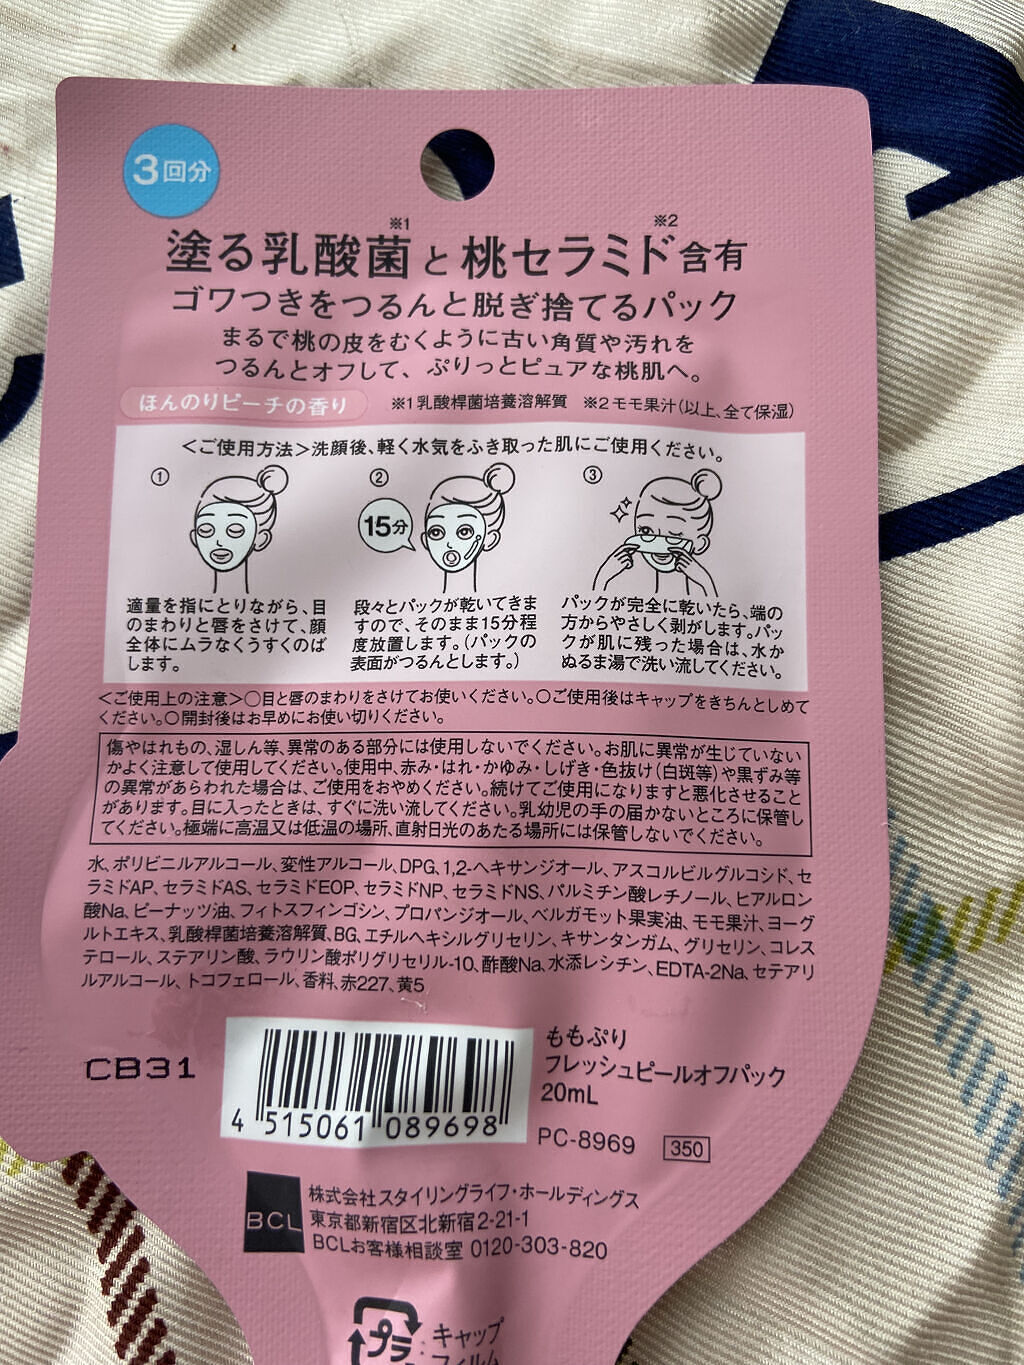 3回分
塗る乳酸菌※1と桃セラミド※2含有
ゴワつきをつるんと脱ぎ捨てるパック
まるで桃の皮をむくように古い角質や汚れを
つるんとオフして、ぷりっとピュアな桃肌へ。
ほんのりピーチの香り ※1乳酸桿菌培養溶解質 ※2モモ果汁(以上、全て保湿)
<ご使用方法>洗顔後、軽く水気をふき取った肌にご使用ください。
①
適量を指にとりながら、目
のまわりと唇をさけて、顔
全体にムラなくうすくのば
します。
②
15分
段々とパックが乾いてきま
すので、そのまま15分程
度放置します。(パックの
表面がつるんとします。)
③
パックが完全に乾いたら、端の
方からやさしく剥がします。パッ
クが肌に残った場合は、水か
ぬるま湯で洗い流してください。
<ご使用上の注意>○目と唇のまわりをさけてお使いください。○ご使用後はキャップをきちんとしめて
ください。○開封後はお早めにお使い切りください。
傷やはれもの、湿しん等、異常のある部分には使用しないでください。お肌に異常が生じていない
かよく注意して使用してください。使用中、赤み・はれ・かゆみ・しげき・色抜け(白斑等)や黒ずみ等
の異常があらわれた場合は、ご使用をおやめください。続けてご使用になりますと悪化させること
があります。目に入ったときは、すぐに洗い流してください。乳幼児の手の届かないところに保管し
てください。極端に高温又は低温の場所、直射日光のあたる場所には保管しないでください。
水、ポリビニルアルコール、変性アルコール、DPG、1,2-ヘキサンジオール、アスコルビルグルコシド、セ
ラミドAP、セラミドAS、セラミドEOP、セラミドNP、セラミドNS、パルミチン酸レチノール、ヒアルロン
酸Na、ピーナッツ油、フィトスフィンゴシン、プロパンジオール、ベルガモット果実油、モモ果汁、ヨーグ
ルトエキス、乳酸桿菌培養溶解質、BG、エチルヘキシルグリセリン、キサンタンガム、グリセリン、コレス
テロール、ステアリン酸、ラウリン酸ポリグリセリル-10、酢酸Na、水添レシチン、EDTA-2Na、セテアリ
ルアルコール、トコフェロール、香料、赤227、黄5
CB31
4 515061 089698
ももぷり
フレッシュピールオフパック
20mL
PC-8969 350
BCL
株式会社スタイリングライフ・ホールディングス
東京都新宿区北新宿2-21-1
BCLお客様相談室 0120-303-820
プラ
キャップ
フィルム